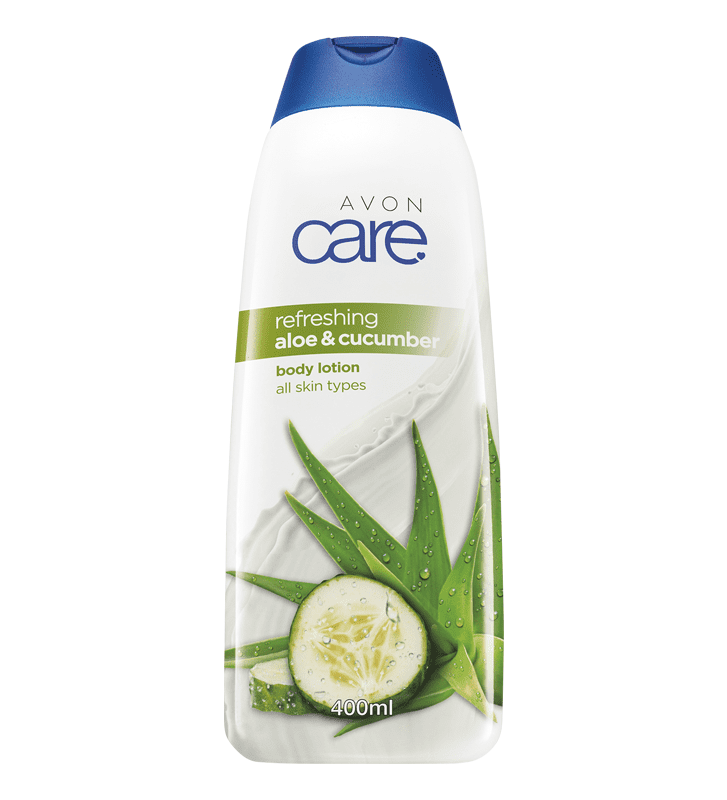 AVON
care
refreshing
aloe & cucumber
body lotion
all skin types
400ml